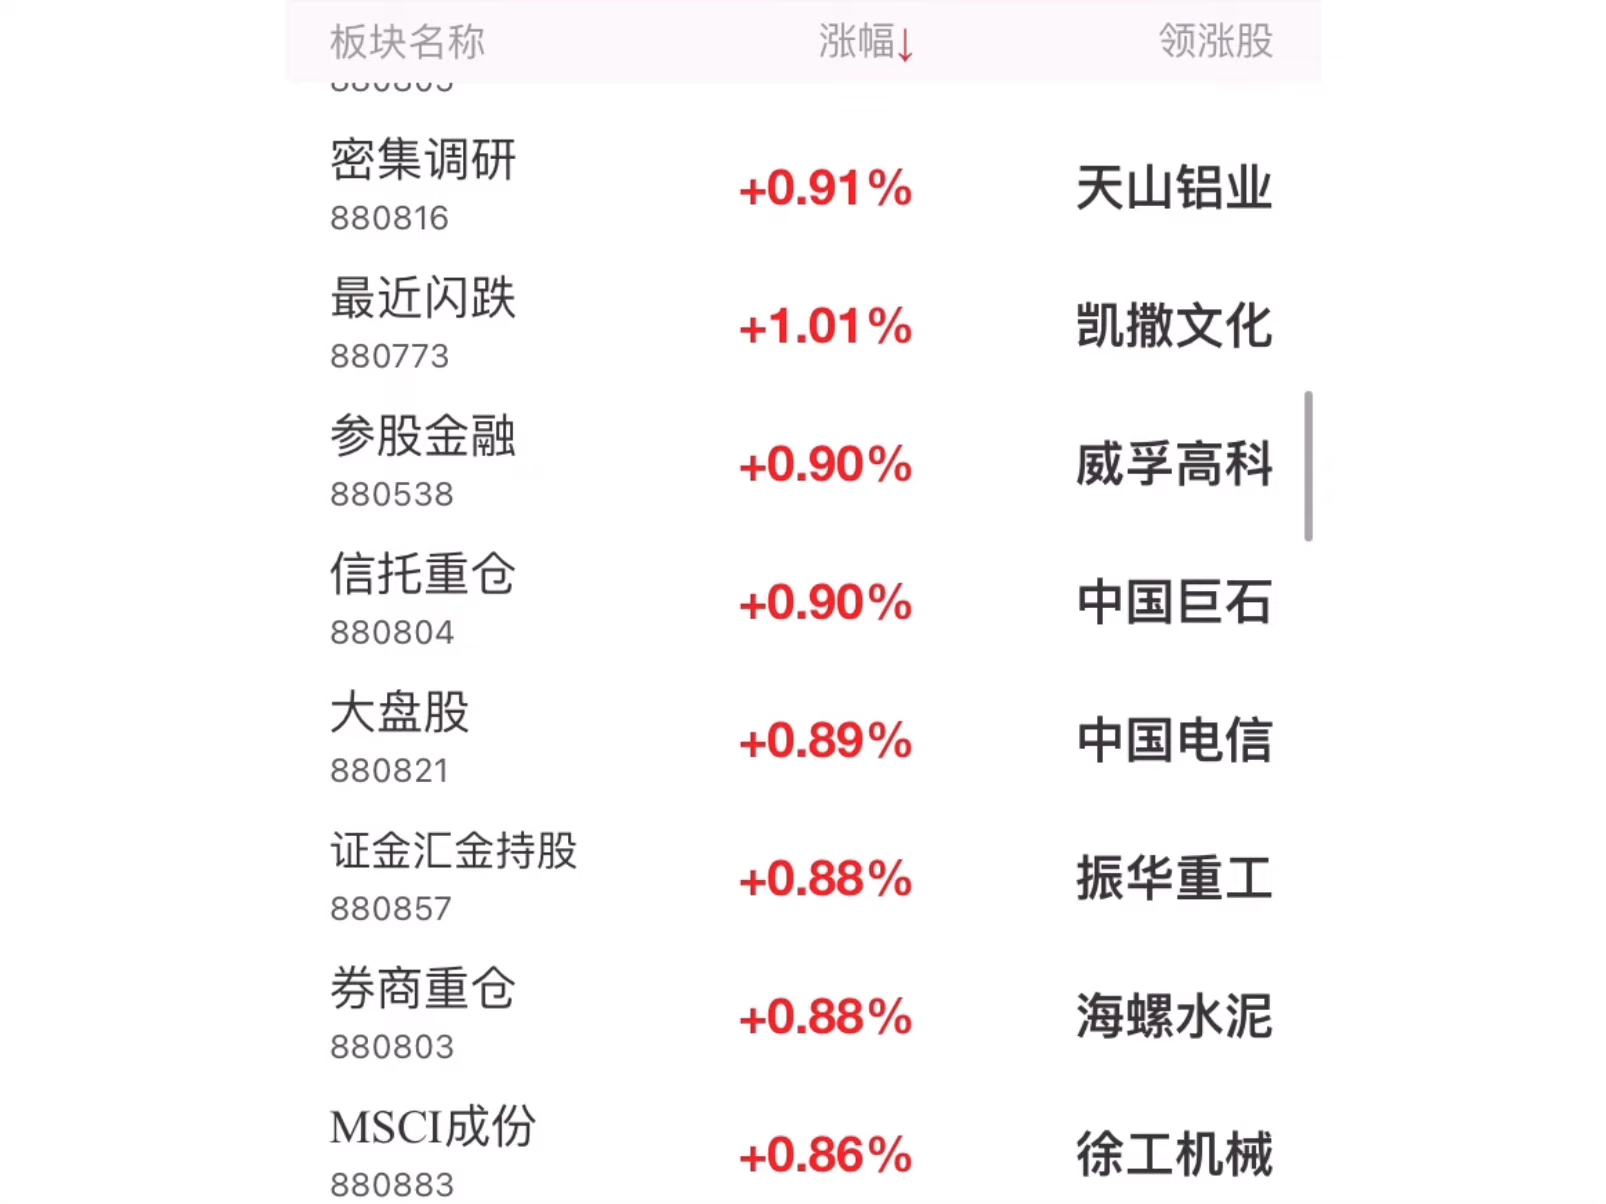 板块名称 涨幅↓ 领涨股
密集调研
+0.91% 天山铝业
880816
最近闪跌
+1.01% 凯撒文化
880773
参股金融
+0.90% 威孚高科
880538
信托重仓
+0.90% 中国巨石
880804
大盘股
+0.89% 中国电信
880821
证金汇金持股
+0.88% 振华重工
880857
券商重仓
+0.88% 海螺水泥
880803
MSCI成份
+0.86% 徐工机械
880883